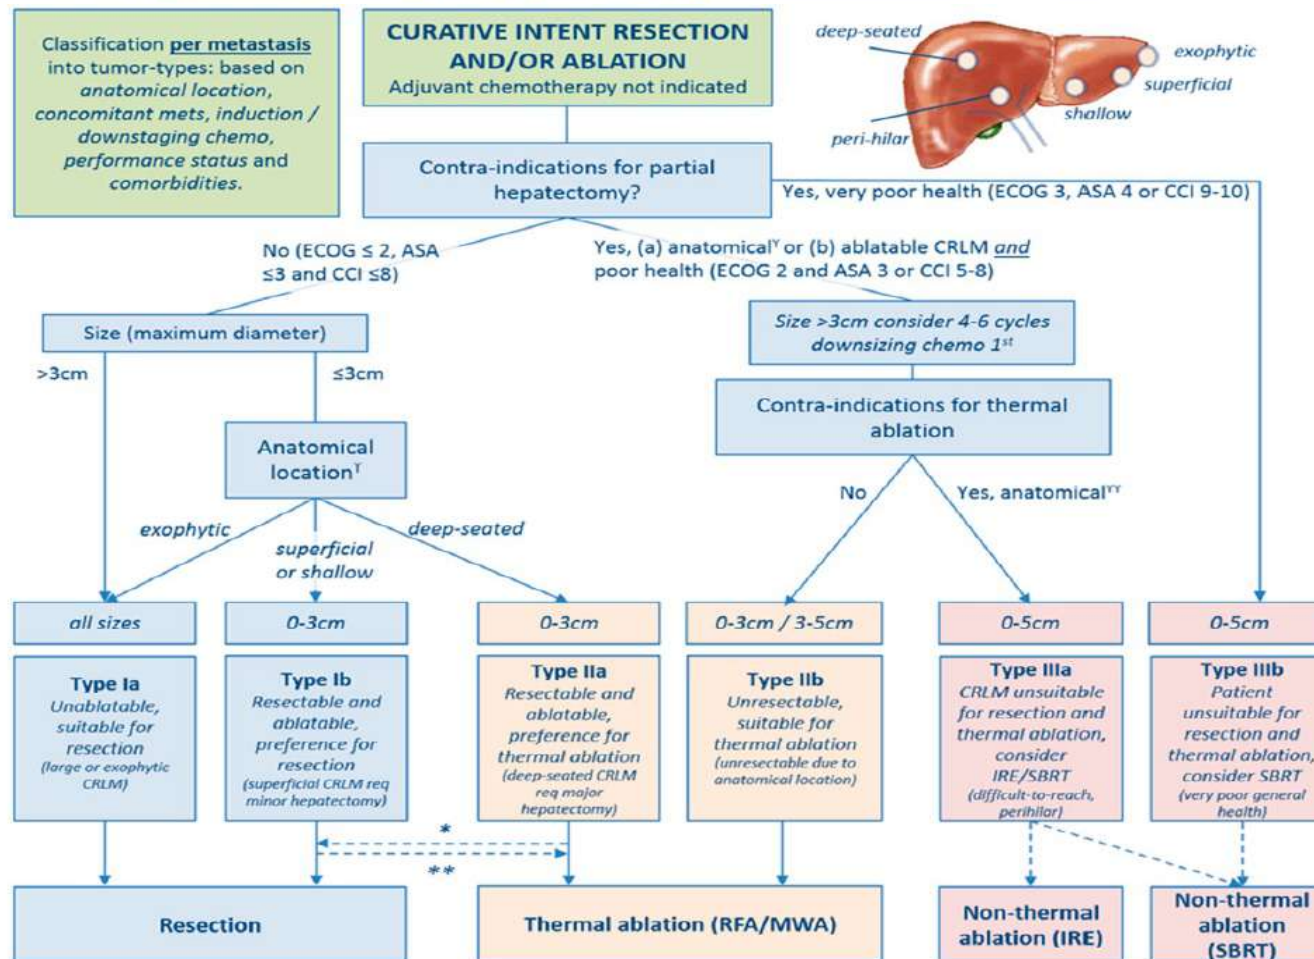 Classification per metastasis
into tumor-types: based on
anatomical location,
concomitant mets, induction /
downstaging chemo,
performance status and
comorbidities.
CURATIVE INTENT RESECTION
AND/OR ABLATION
Adjuvant chemotherapy not indicated
deep-seated
exophytic
superficial
shallow
peri-hilar
Contra-indications for partial
hepatectomy?
Yes, very poor health (ECOG 3, ASA 4 or CCI 9-10)
No (ECOG ≤ 2, ASA
≤3 and CCI ≤8)
Yes, (a) anatomicalᵞ or (b) ablatable CRLM and
poor health (ECOG 2 and ASA 3 or CCI 5-8)
Size (maximum diameter)
Size >3cm consider 4-6 cycles
downsizing chemo 1st
>3cm
≤3cm
Contra-indications for thermal
ablation
Anatomical
locationᵞ
No
Yes, anatomicalᵞᵞ
exophytic
superficial
or shallow
deep-seated
all sizes
0-3cm
0-3cm
0-3cm / 3-5cm
0-5cm
0-5cm
Type Ia
Unablatable,
suitable for
resection
(large or exophytic
CRLM)
Type Ib
Resectable and
ablatable,
preference for
resection
(superficial CRLM req
minor hepatectomy)
Type IIa
Resectable and
ablatable,
preference for
thermal ablation
(deep-seated CRLM
req major
hepatectomy)
Type IIb
Unresectable,
suitable for
thermal ablation
(unresectable due to
anatomical location)
Type IIIa
CRLM unsuitable
for resection and
thermal ablation,
consider
IRE/SBRT
(difficult-to-reach,
perihilar)
Type IIIb
Patient
unsuitable for
resection and
thermal ablation,
consider SBRT
(very poor general
health)
*
**
Resection
Thermal ablation (RFA/MWA)
Non-thermal
ablation (IRE)
Non-thermal
ablation
(SBRT)